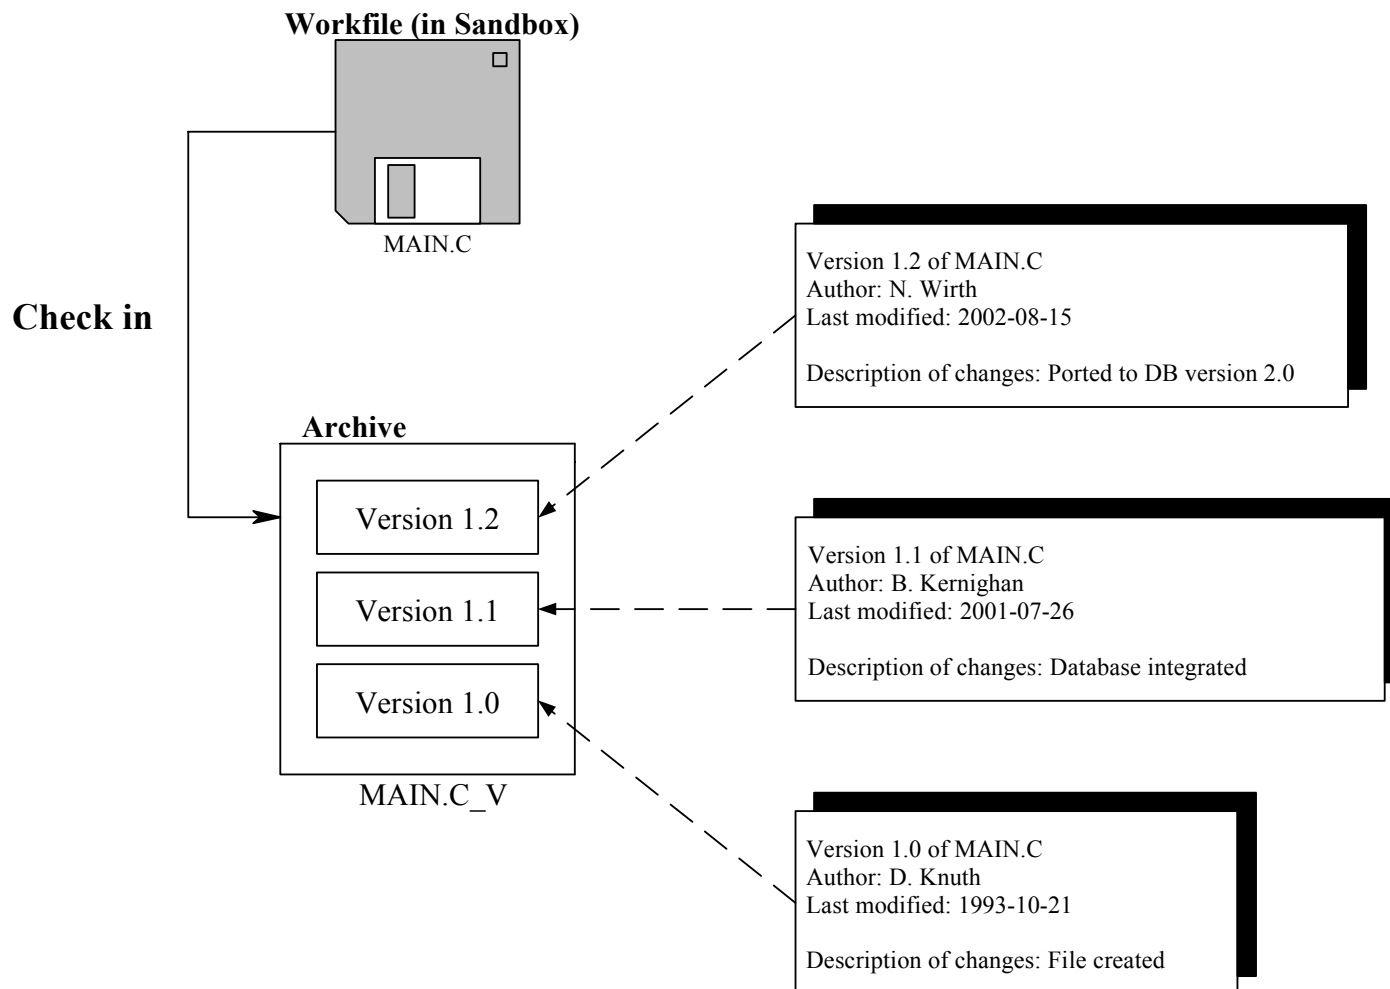 Workfile (in Sandbox)
MAIN.C
Check in
Archive
Version 1.2
Version 1.1
Version 1.0
MAIN.C_V
Version 1.2 of MAIN.C
Author: N. Wirth
Last modified: 2002-08-15
Description of changes: Ported to DB version 2.0
Version 1.1 of MAIN.C
Author: B. Kernighan
Last modified: 2001-07-26
Description of changes: Database integrated
Version 1.0 of MAIN.C
Author: D. Knuth
Last modified: 1993-10-21
Description of changes: File created